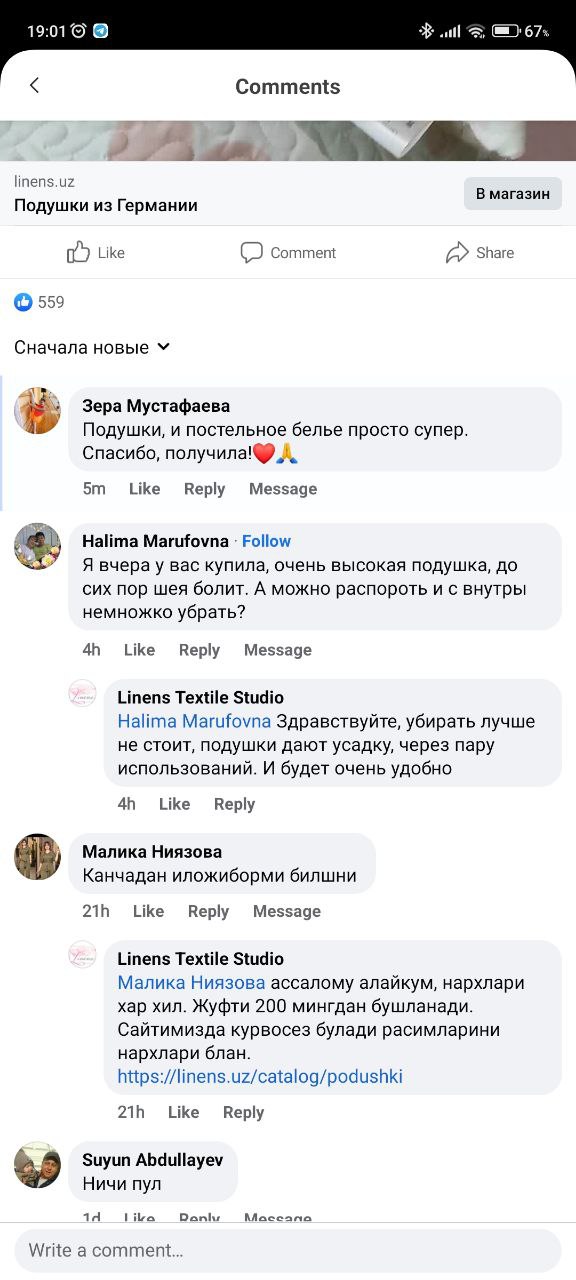 19:01
67%
Comments
linens.uz
Подушки из Германии
В магазин
Like
Comment
Share
559
Сначала новые
Зера Мустафаева
Подушки, и постельное белье просто супер.
Спасибо, получила!❤️🙏
5m Like Reply Message
Halima Marufovna · Follow
Я вчера у вас купила, очень высокая подушка, до
сих пор шея болит. А можно распороть и с внутры
немножко убрать?
4h Like Reply Message
Linens Textile Studio
Halima Marufovna Здравствуйте, убирать лучше
не стоит, подушки дают усадку, через пару
использований. И будет очень удобно
4h Like Reply
Малика Ниязова
Канчадан иложиборми билшни
21h Like Reply Message
Linens Textile Studio
Малика Ниязова ассалому алайкум, нархлари
хар хил. Жуфти 200 мингдан бушланади.
Сайтимизда курвосез булади расимларини
нархлари блан.
https://linens.uz/catalog/podushki
21h Like Reply
Suyun Abdullayev
Ничи пул
1d Like Reply Message
Write a comment...